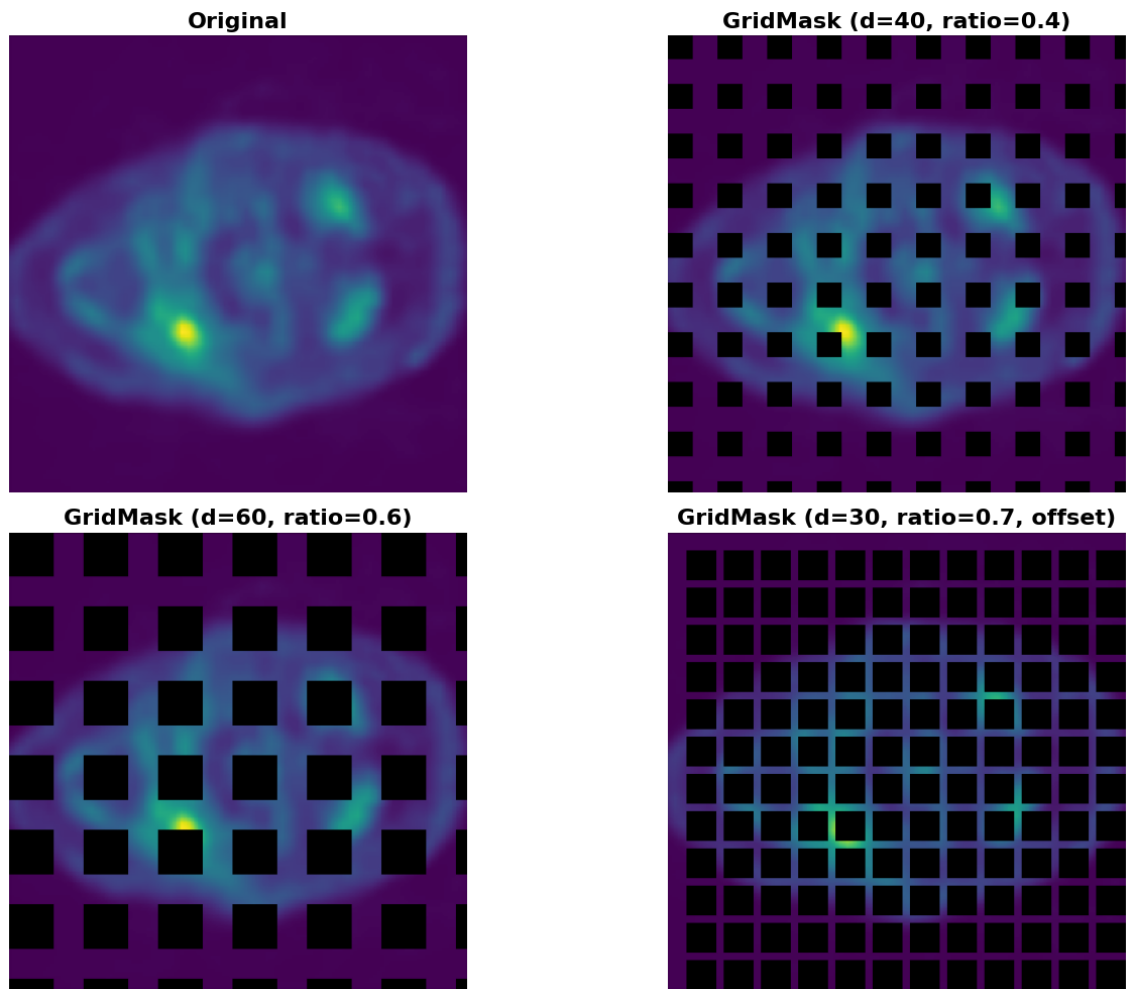 Original
GridMask (d=40, ratio=0.4)
GridMask (d=60, ratio=0.6)
GridMask (d=30, ratio=0.7, offset)